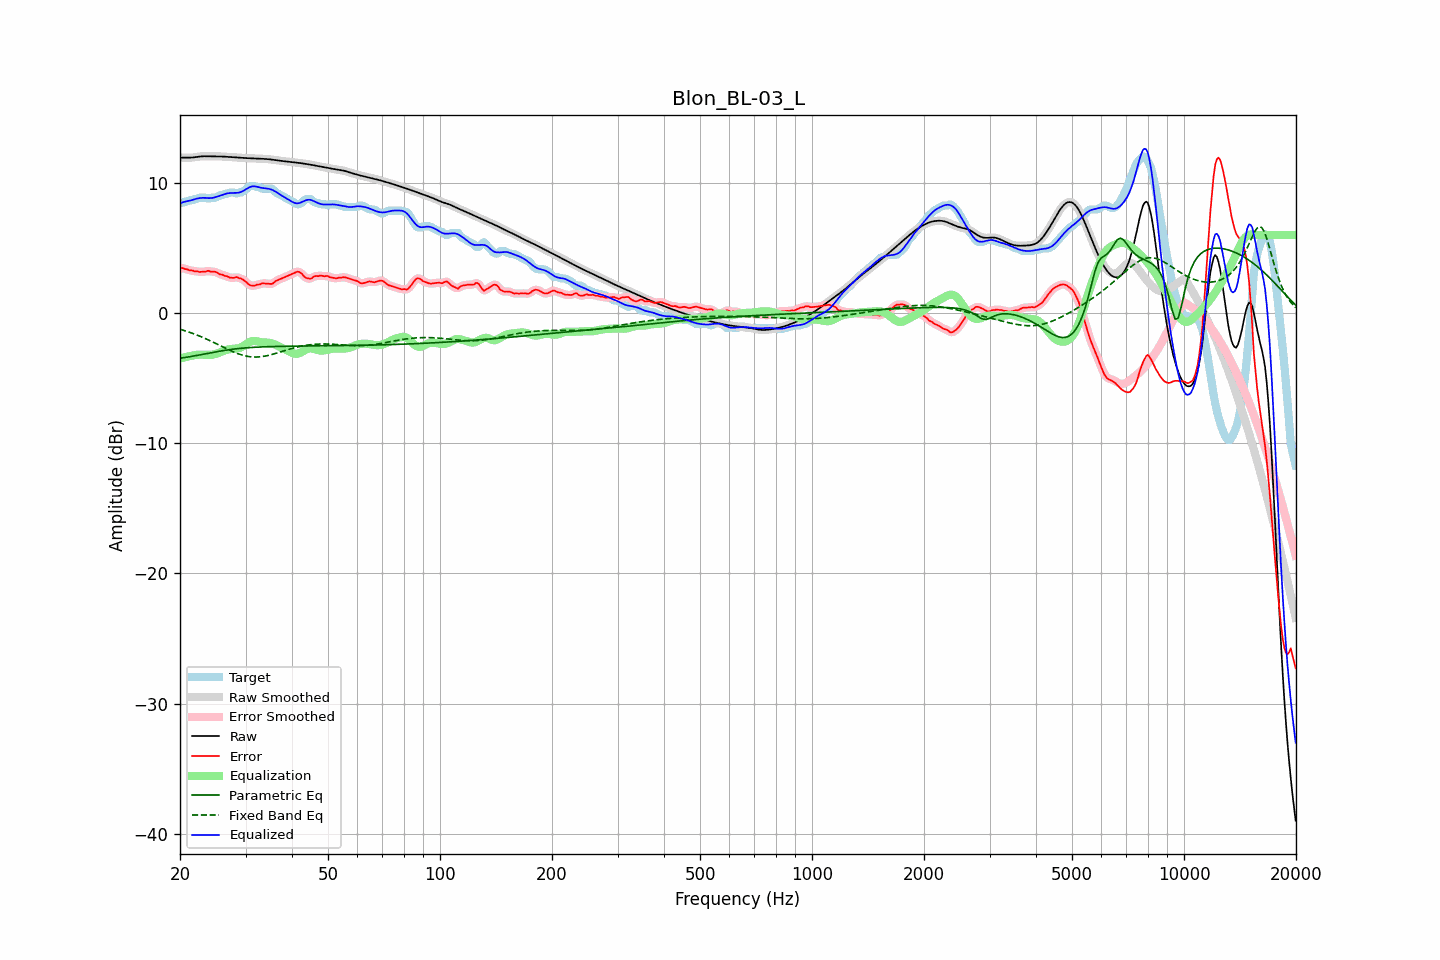 Blon_BL-03_L
Amplitude (dBr)
10
0
−10
−20
−30
−40
Target
Raw Smoothed
Error Smoothed
Raw
Error
Equalization
Parametric Eq
Fixed Band Eq
Equalized
20 50 100 200 500 1000 2000 5000 10000 20000
Frequency (Hz)